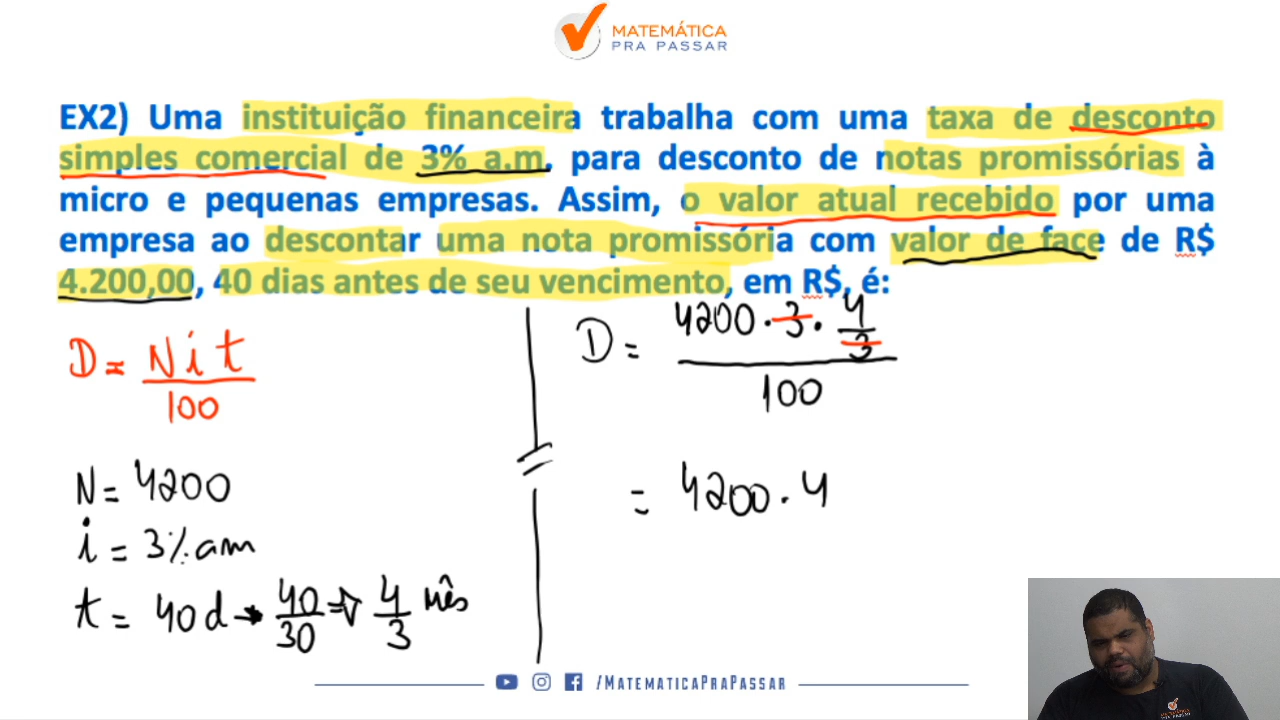 MATEMÁTICA
PRA PASSAR
EX2) Uma instituição financeira trabalha com uma taxa de desconto
simples comercial de 3% a.m. para desconto de notas promissórias à
micro e pequenas empresas. Assim, o valor atual recebido por uma
empresa ao descontar uma nota promissória com valor de face de R$
4.200,00, 40 dias antes de seu vencimento, em R$, é:
D = N i t / 100
N = 4200
i = 3% am
t = 40 d → 40/30 ⇒ 4/3 mês
D = 4200 · 3 · 4/3 / 100
= 4200 · 4
/MATEMATICAPRAPASSAR